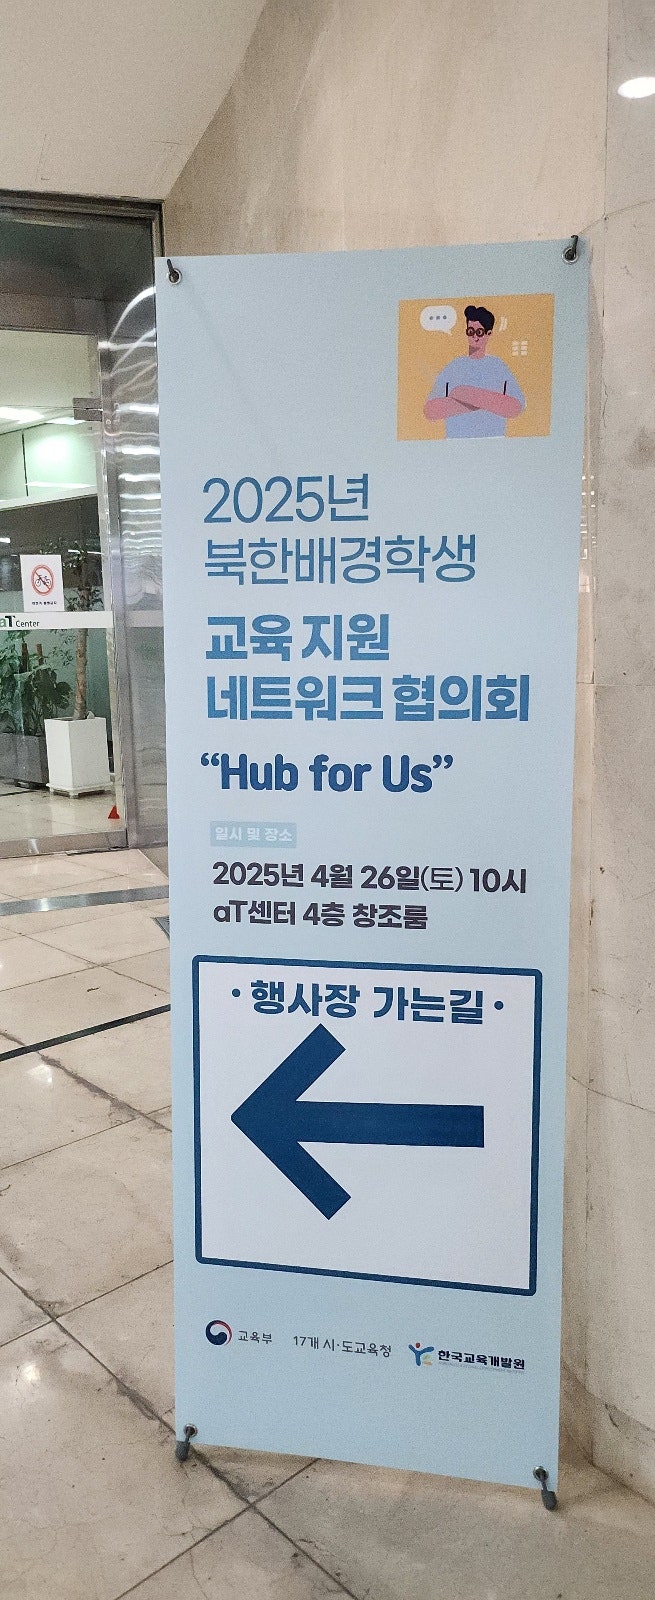 2025년
북한배경학생
교육 지원
네트워크 협의회
“Hub for Us”
일시 및 장소
2025년 4월 26일(토) 10시
aT센터 4층 창조룸
• 행사장 가는길 •
교육부 17개 시·도교육청 한국교육개발원
aT Center